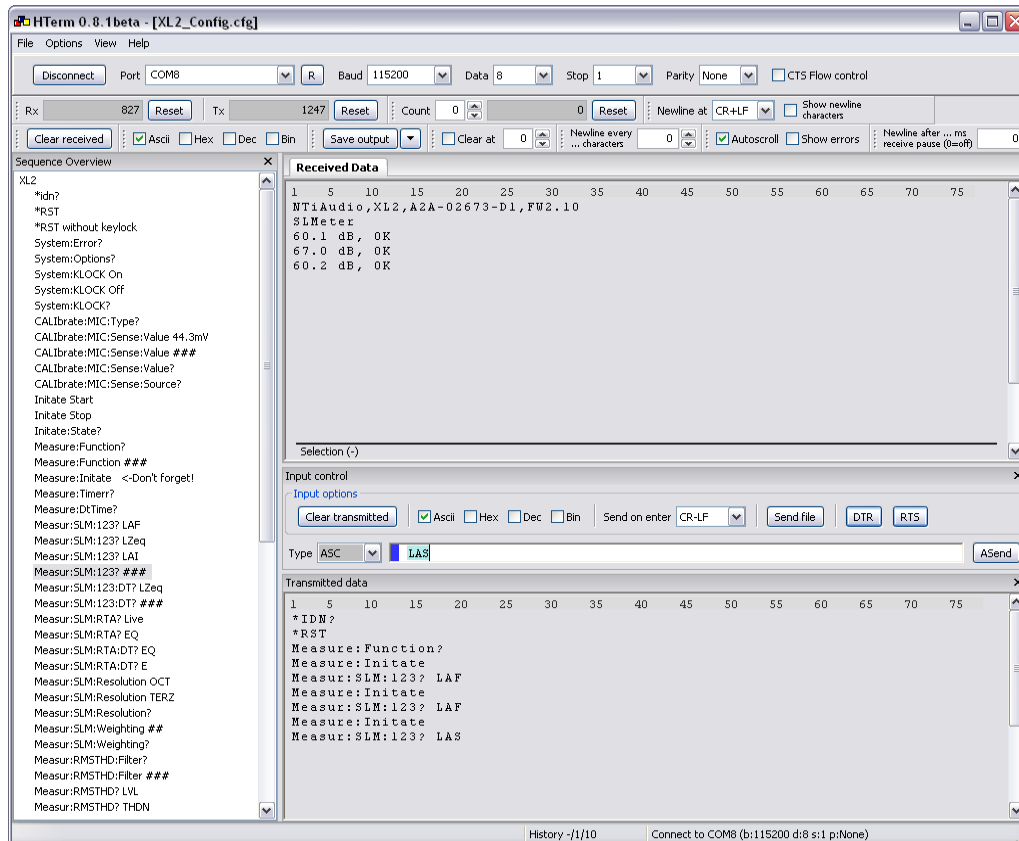 HTerm 0.8.1beta - [XL2_Config.cfg]
File Options View Help
Disconnect Port COM8 R Baud 115200 Data 8 Stop 1 Parity None CTS Flow control
Rx 827 Reset Tx 1247 Reset Count 0 0 Reset Newline at CR+LF Show newline characters
Clear received Ascii Hex Dec Bin Save output Clear at 0 Newline every ... characters 0 Autoscroll Show errors Newline after ... ms receive pause (0=off) 0
Sequence Overview
XL2
*idn?
*RST
*RST without keylock
System:Error?
System:Options?
System:KLOCK On
System:KLOCK Off
System:KLOCK?
CALIbrate:MIC:Type?
CALIbrate:MIC:Sense:Value 44.3mV
CALIbrate:MIC:Sense:Value ###
CALIbrate:MIC:Sense:Value?
CALIbrate:MIC:Sense:Source?
Initate Start
Initate Stop
Initate:State?
Measure:Function?
Measure:Function ###
Measure:Initate <-Don't forget!
Measure:Timerr?
Measure:DtTime?
Measur:SLM:123? LAF
Measur:SLM:123? LZeq
Measur:SLM:123? LAI
Measur:SLM:123? ###
Measur:SLM:123:DT? LZeq
Measur:SLM:123:DT? ###
Measur:SLM:RTA? Live
Measur:SLM:RTA? EQ
Measur:SLM:RTA:DT? EQ
Measur:SLM:RTA:DT? E
Measur:SLM:Resolution OCT
Measur:SLM:Resolution TERZ
Measur:SLM:Resolution?
Measur:SLM:Weighting ##
Measur:SLM:Weighting?
Measur:RMSTHD:Filter?
Measur:RMSTHD:Filter ###
Measur:RMSTHD? LVL
Measur:RMSTHD? THDN
Received Data
1 5 10 15 20 25 30 35 40 45 50 55 60 65 70 75
NTiAudio,XL2,A2A-02673-D1,FW2.10
SLMeter
60.1 dB, OK
67.0 dB, OK
60.2 dB, OK
Selection (-)
Input control
Input options
Clear transmitted Ascii Hex Dec Bin Send on enter CR-LF Send file DTR RTS
Type ASC LAS ASend
Transmitted data
1 5 10 15 20 25 30 35 40 45 50 55 60 65 70 75
*IDN?
*RST
Measure:Function?
Measure:Initate
Measur:SLM:123? LAF
Measure:Initate
Measur:SLM:123? LAF
Measure:Initate
Measur:SLM:123? LAS
History -/1/10 Connect to COM8 (b:115200 d:8 s:1 p:None)